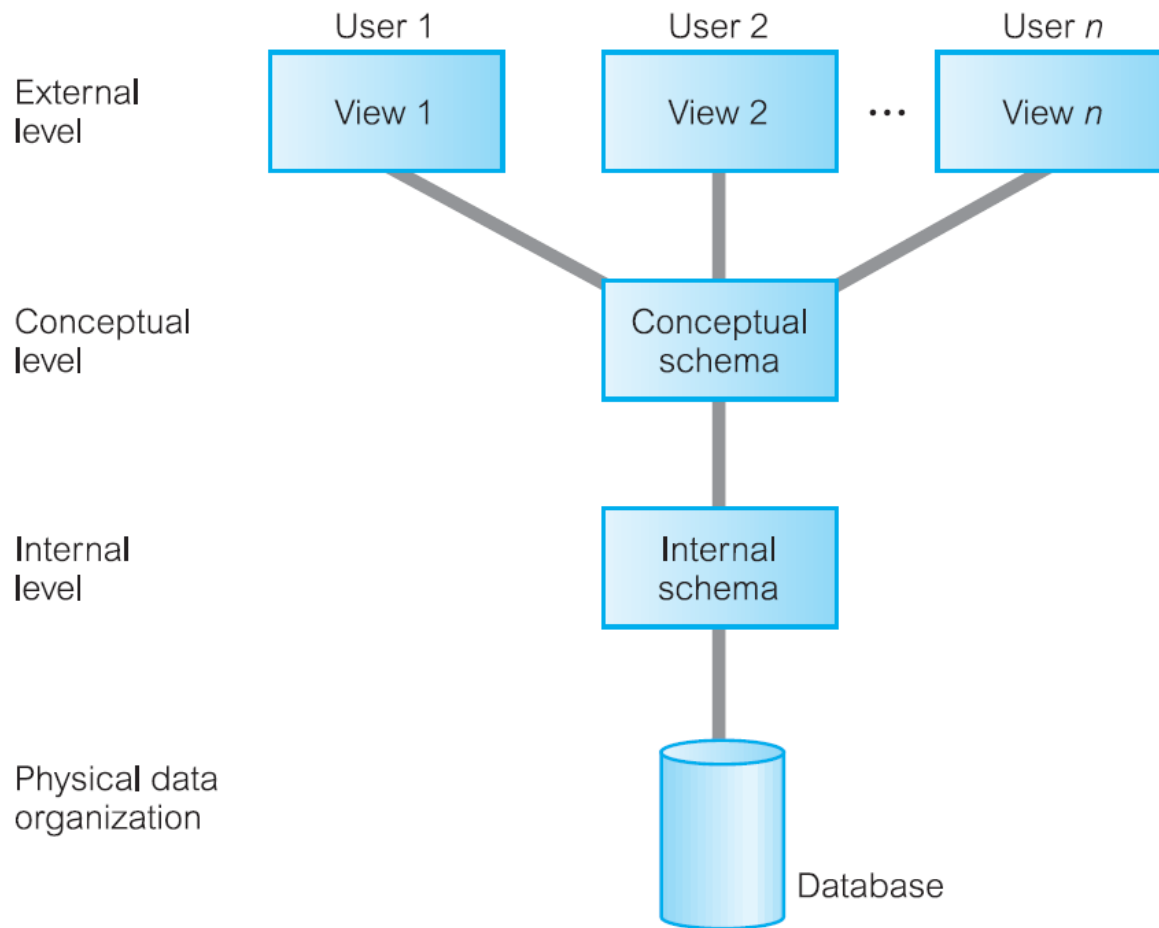 User 1
User 2
User n
External
level
View 1
View 2
...
View n
Conceptual
level
Conceptual
schema
Internal
level
Internal
schema
Physical data
organization
Database